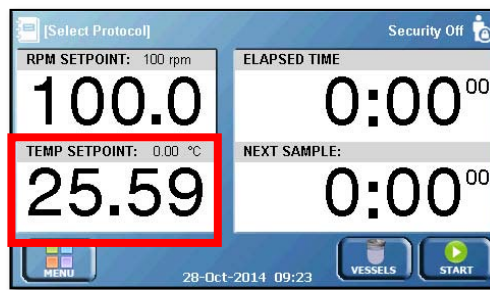 [Select Protocol] Security Off
RPM SETPOINT: 100 rpm ELAPSED TIME
100.0 0:00 00
TEMP SETPOINT: 0.00 °C NEXT SAMPLE:
25.59 0:00 00
MENU 28-Oct-2014 09:23 VESSELS START